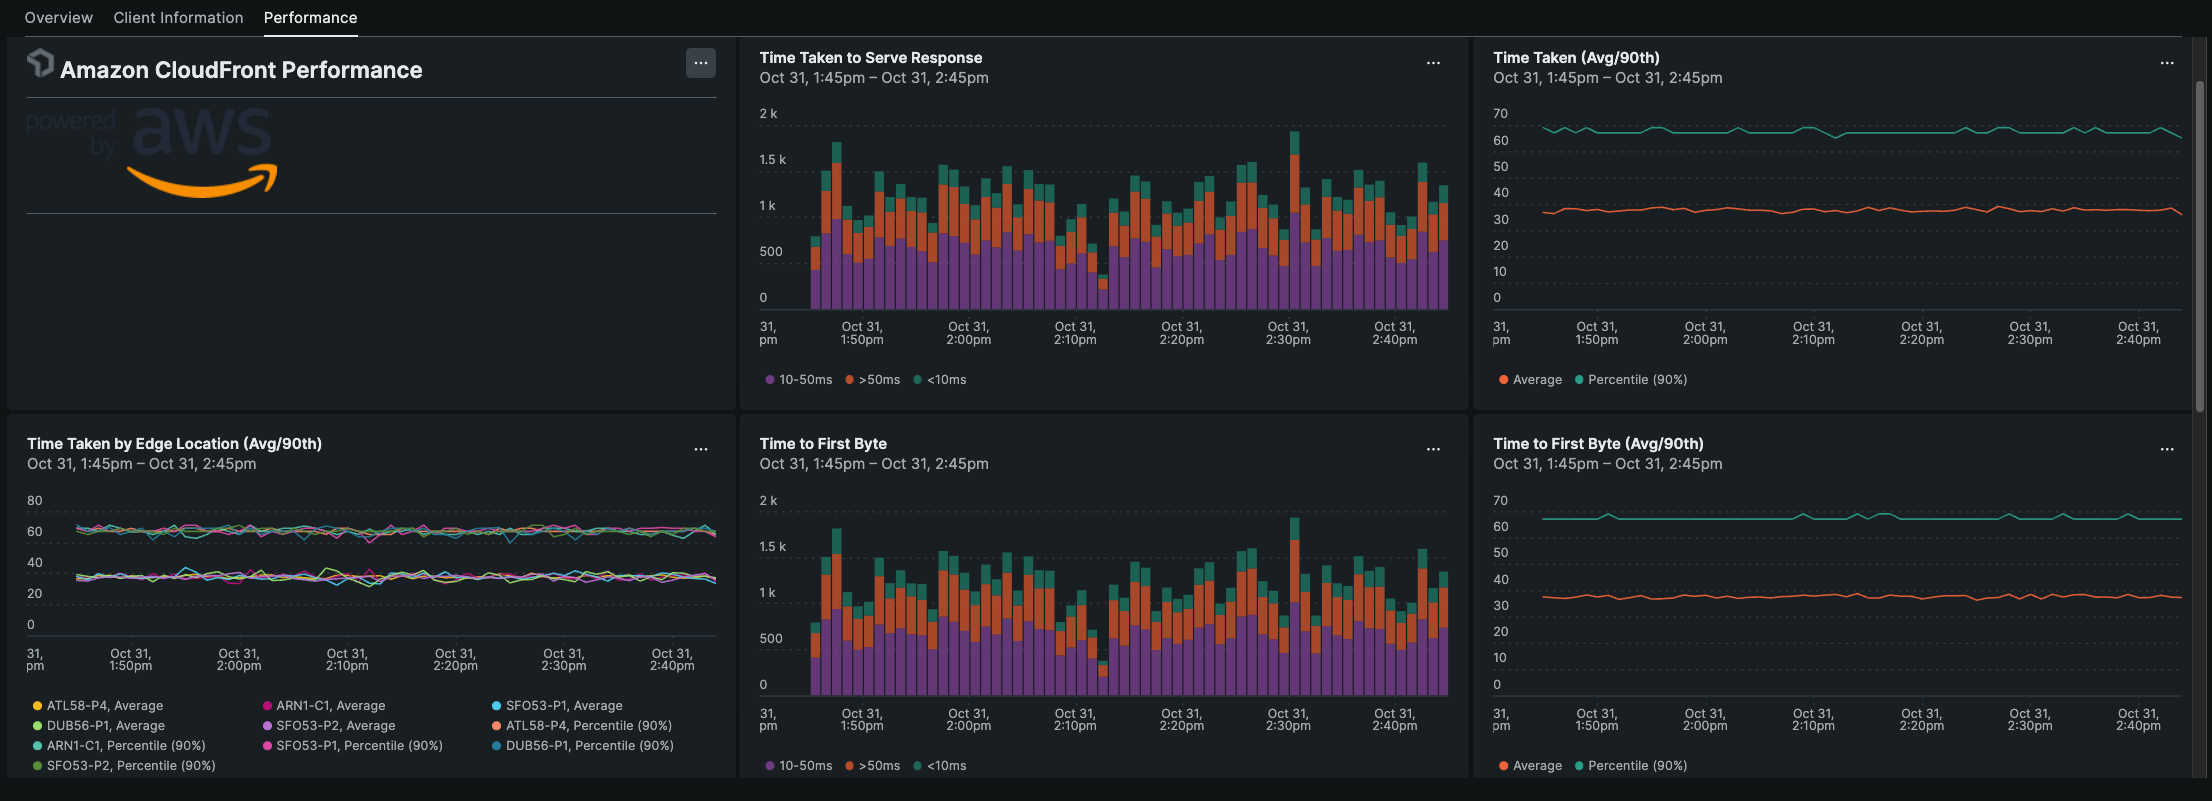 Overview Client Information Performance
Amazon CloudFront Performance
...
powered
by
aws
Time Taken to Serve Response
...
Oct 31, 1:45pm – Oct 31, 2:45pm
2 k
1.5 k
1 k
500
0
31,
pm
Oct 31,
1:50pm
Oct 31,
2:00pm
Oct 31,
2:10pm
Oct 31,
2:20pm
Oct 31,
2:30pm
Oct 31,
2:40pm
10-50ms >50ms <10ms
Time Taken (Avg/90th)
...
Oct 31, 1:45pm – Oct 31, 2:45pm
70
60
50
40
30
20
10
0
31,
pm
Oct 31,
1:50pm
Oct 31,
2:00pm
Oct 31,
2:10pm
Oct 31,
2:20pm
Oct 31,
2:30pm
Oct 31,
2:40pm
Average Percentile (90%)
Time Taken by Edge Location (Avg/90th)
...
Oct 31, 1:45pm – Oct 31, 2:45pm
80
60
40
20
0
31,
pm
Oct 31,
1:50pm
Oct 31,
2:00pm
Oct 31,
2:10pm
Oct 31,
2:20pm
Oct 31,
2:30pm
Oct 31,
2:40pm
ATL58-P4, Average ARN1-C1, Average SFO53-P1, Average
DUB56-P1, Average SFO53-P2, Average ATL58-P4, Percentile (90%)
ARN1-C1, Percentile (90%) SFO53-P1, Percentile (90%) DUB56-P1, Percentile (90%)
SFO53-P2, Percentile (90%)
Time to First Byte
...
Oct 31, 1:45pm – Oct 31, 2:45pm
2 k
1.5 k
1 k
500
0
31,
pm
Oct 31,
1:50pm
Oct 31,
2:00pm
Oct 31,
2:10pm
Oct 31,
2:20pm
Oct 31,
2:30pm
Oct 31,
2:40pm
10-50ms >50ms <10ms
Time to First Byte (Avg/90th)
...
Oct 31, 1:45pm – Oct 31, 2:45pm
70
60
50
40
30
20
10
0
31,
pm
Oct 31,
1:50pm
Oct 31,
2:00pm
Oct 31,
2:10pm
Oct 31,
2:20pm
Oct 31,
2:30pm
Oct 31,
2:40pm
Average Percentile (90%)